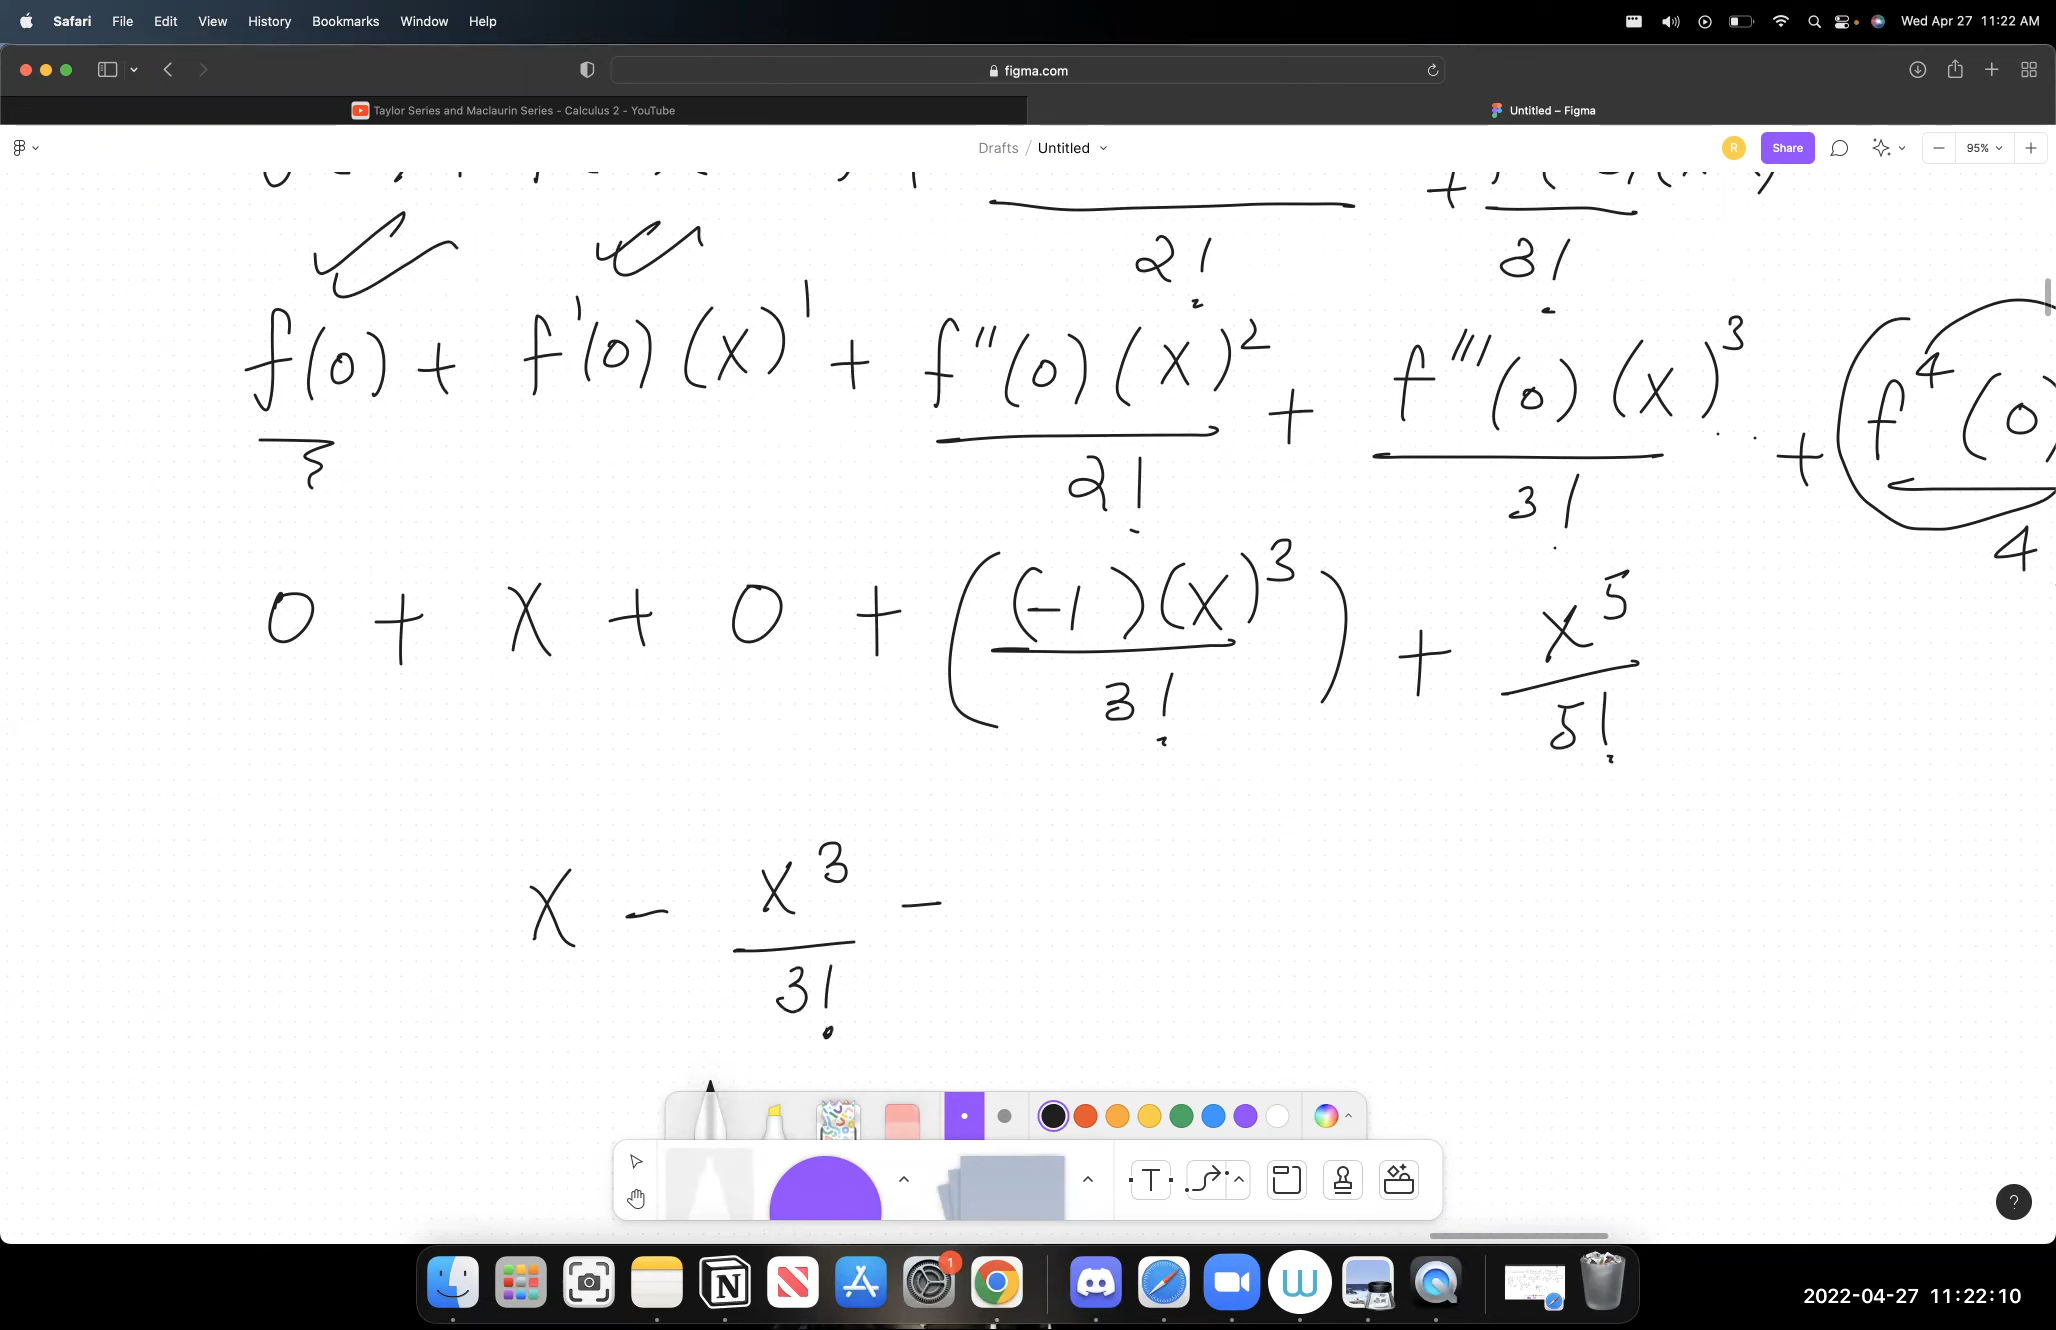 Safari File Edit View History Bookmarks Window Help Wed Apr 27 11:22 AM
figma.com
Taylor Series and Maclaurin Series - Calculus 2 - YouTube Untitled – Figma
Drafts / Untitled R Share 95%
2! 3!
f(0) + f'(0)(x)^1 + f''(0)(x)^2 / 2! + f'''(0)(x)^3 / 3! + f^4(0) / 4
0 + x + 0 + ((-1)(x)^3 / 3!) + x^5 / 5!
x - x^3 / 3! -
T
?
1
N W
2022-04-27 11:22:10